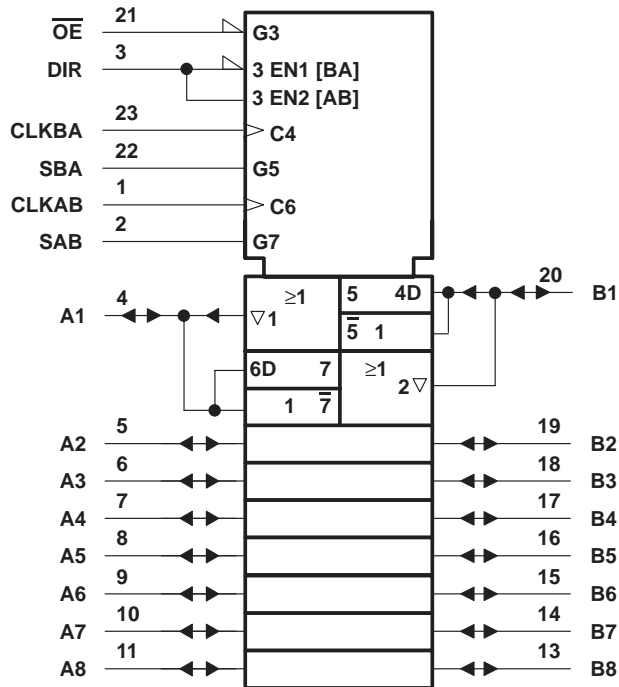 21
OE G3
3
DIR 3 EN1 [BA]
3 EN2 [AB]
23
CLKBA C4
22
SBA G5
1
CLKAB C6
2
SAB G7
≥1 5 4D 20
4 B1
A1 ▽1
5̅ 1
6D 7 ≥1
2▽
1 7̅
5 19
A2 B2
6 18
A3 B3
7 17
A4 B4
8 16
A5 B5
9 15
A6 B6
10 14
A7 B7
11 13
A8 B8